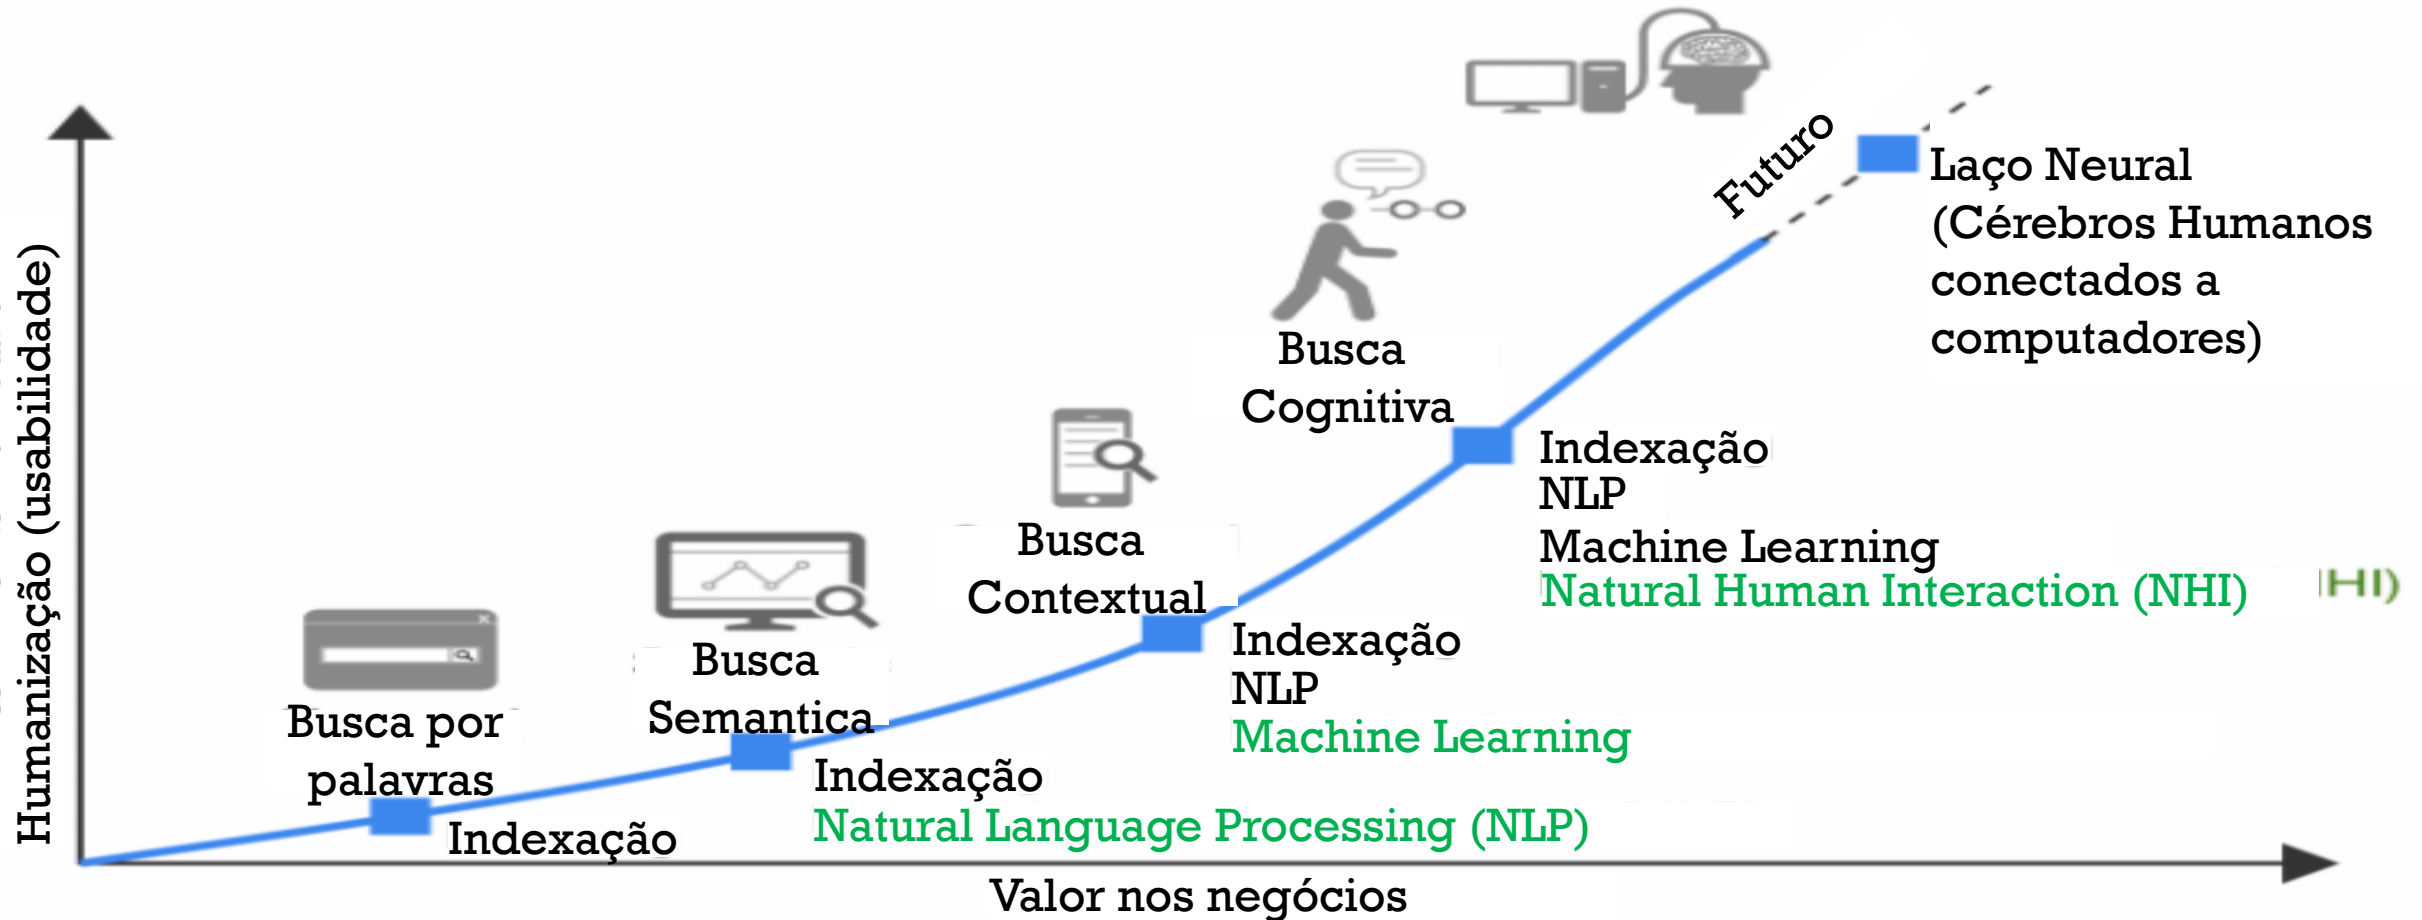 Humanização (usabilidade)
Busca por
palavras
Indexação
Busca
Semantica
Indexação
Natural Language Processing (NLP)
Busca
Contextual
Indexação
NLP
Machine Learning
Busca
Cognitiva
Indexação
NLP
Machine Learning
Natural Human Interaction (NHI)
HI)
Futuro
Laço Neural
(Cérebros Humanos
conectados a
computadores)
Valor nos negócios